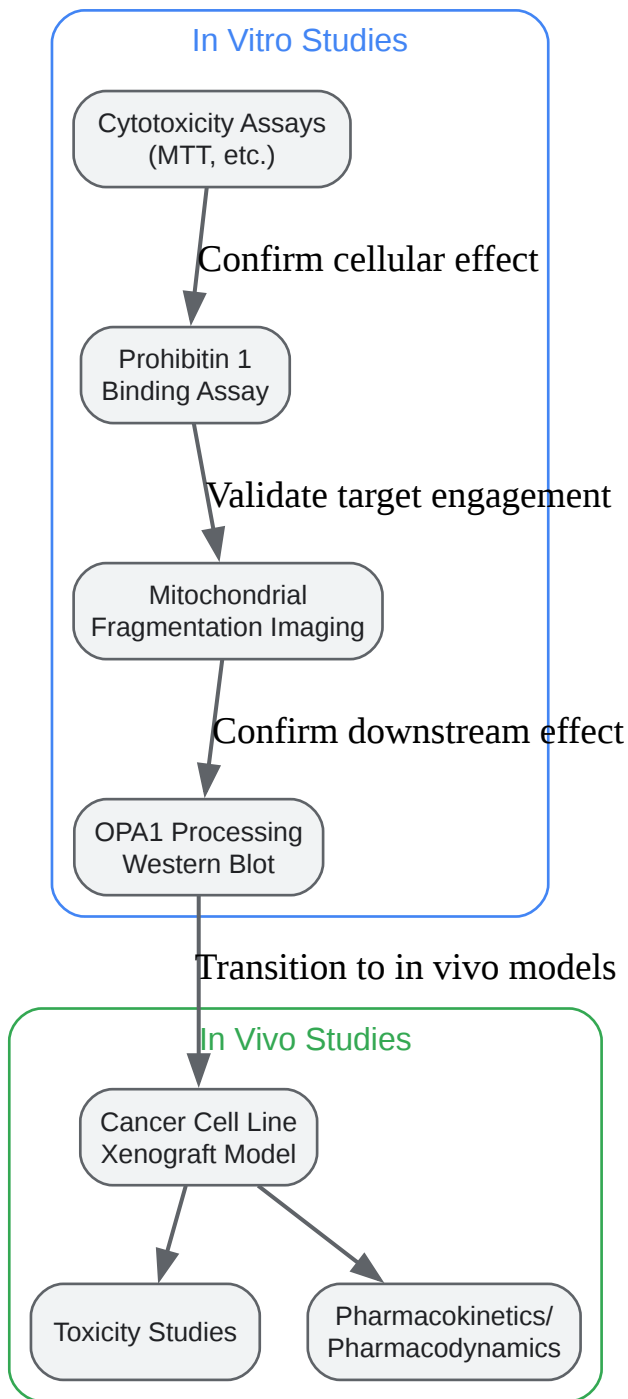 In Vitro Studies
Cytotoxicity Assays
(MTT, etc.)
Confirm cellular effect
Prohibitin 1
Binding Assay
Validate target engagement
Mitochondrial
Fragmentation Imaging
Confirm downstream effect
OPA1 Processing
Western Blot
Transition to in vivo models
In Vivo Studies
Cancer Cell Line
Xenograft Model
Toxicity Studies
Pharmacokinetics/
Pharmacodynamics